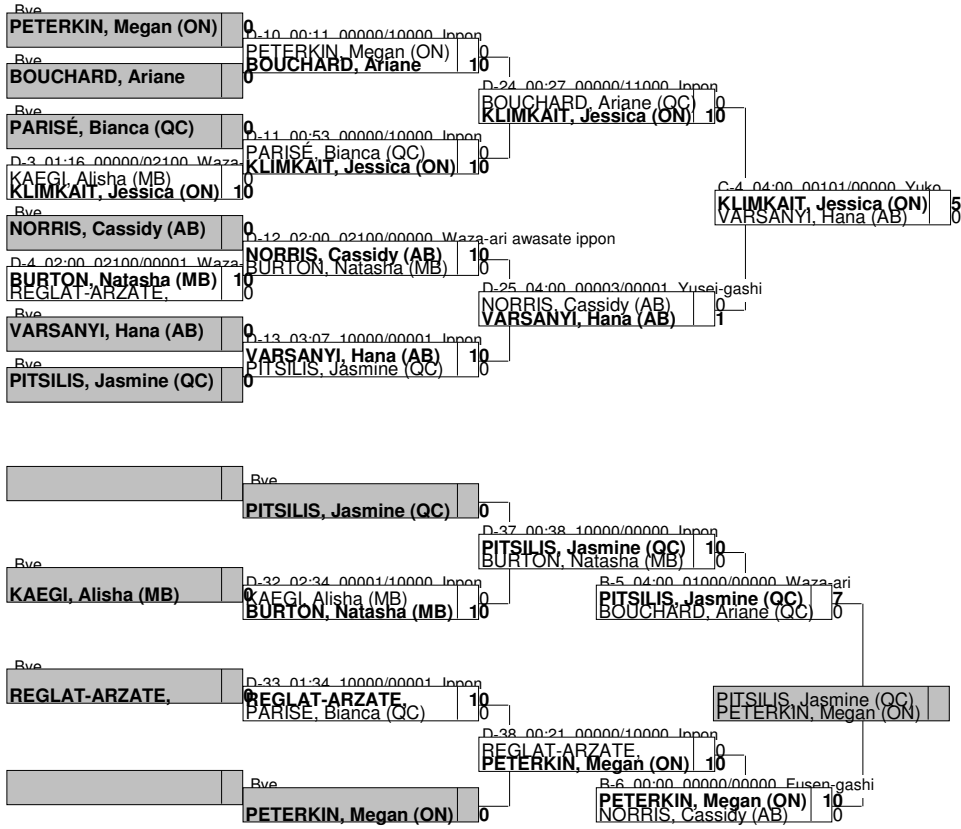 Bye
PETERKIN, Megan (ON) 0
Bye
BOUCHARD, Ariane 0
D-10 00:11 00000/10000 Ippon
PETERKIN, Megan (ON) 0
BOUCHARD, Ariane 10
Bye
PARISÉ, Bianca (QC) 0
D-3 01:16 00000/02100 Waza-
KAEGI, Alisha (MB) 0
KLIMKAIT, Jessica (ON) 10
D-11 00:53 00000/10000 Ippon
PARISÉ, Bianca (QC) 0
KLIMKAIT, Jessica (ON) 10
D-24 00:27 00000/11000 Ippon
BOUCHARD, Ariane (QC) 0
KLIMKAIT, Jessica (ON) 10
Bye
NORRIS, Cassidy (AB) 0
D-4 02:00 02100/00001 Waza-
BURTON, Natasha (MB) 10
REGLAT-ARZATE, 0
D-12 02:00 02100/00000 Waza-ari awasate ippon
NORRIS, Cassidy (AB) 10
BURTON, Natasha (MB) 0
Bye
VARSANYI, Hana (AB) 0
Bye
PITSILIS, Jasmine (QC) 0
D-13 03:07 10000/00001 Ippon
VARSANYI, Hana (AB) 10
PITSILIS, Jasmine (QC) 0
D-25 04:00 00003/00001 Yusei-gashi
NORRIS, Cassidy (AB) 0
VARSANYI, Hana (AB) 1
C-4 04:00 00101/00000 Yuko
KLIMKAIT, Jessica (ON) 5
VARSANYI, Hana (AB) 0
Bye
PITSILIS, Jasmine (QC) 0
Bye
KAEGI, Alisha (MB) 0
D-32 02:34 00001/10000 Ippon
KAEGI, Alisha (MB) 0
BURTON, Natasha (MB) 10
D-37 00:38 10000/00000 Ippon
PITSILIS, Jasmine (QC) 10
BURTON, Natasha (MB) 0
B-5 04:00 01000/00000 Waza-ari
PITSILIS, Jasmine (QC) 7
BOUCHARD, Ariane (QC) 0
Bye
REGLAT-ARZATE, 0
D-33 01:34 10000/00001 Ippon
REGLAT-ARZATE, 10
PARISÉ, Bianca (QC) 0
Bye
PETERKIN, Megan (ON) 0
D-38 00:21 00000/10000 Ippon
REGLAT-ARZATE, 0
PETERKIN, Megan (ON) 10
B-6 00:00 00000/00000 Fusen-gashi
PETERKIN, Megan (ON) 10
NORRIS, Cassidy (AB) 0
PITSILIS, Jasmine (QC)
PETERKIN, Megan (ON)